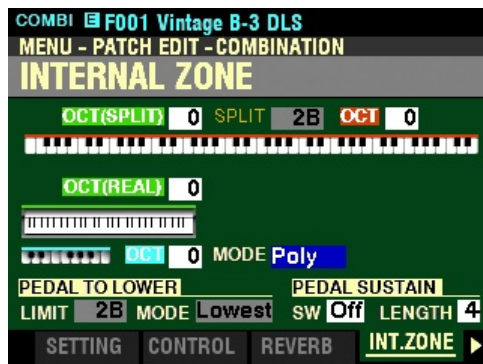 COMBI E F001 Vintage B-3 DLS
MENU - PATCH EDIT - COMBINATION
INTERNAL ZONE
OCT(SPLIT) 0 SPLIT 2B OCT 0
OCT(REAL) 0
OCT 0 MODE Poly
PEDAL TO LOWER PEDAL SUSTAIN
LIMIT 2B MODE Lowest SW Off LENGTH 4
SETTING CONTROL REVERB INT.ZONE